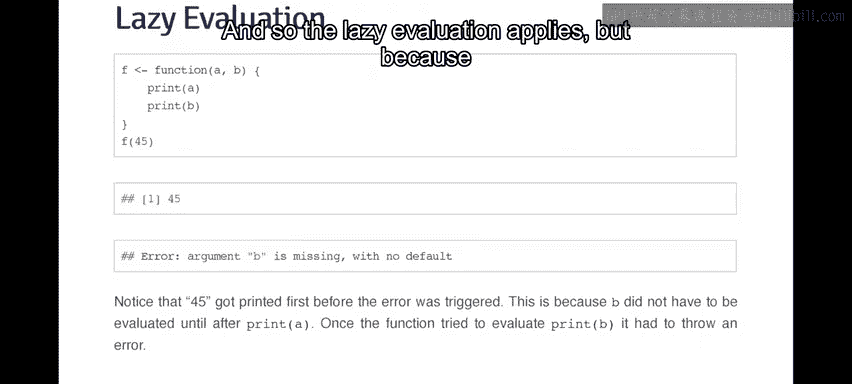 Lazy Evaluation
And so the lazy evaluation applies, but
because
f <- function(a, b) {
print(a)
print(b)
}
f(45)
## [1] 45
## Error: argument "b" is missing, with no default
Notice that “45” got printed first before the error was triggered. This is because b did not have to be
evaluated until after print(a). Once the function tried to evaluate print(b) it had to throw an
error.